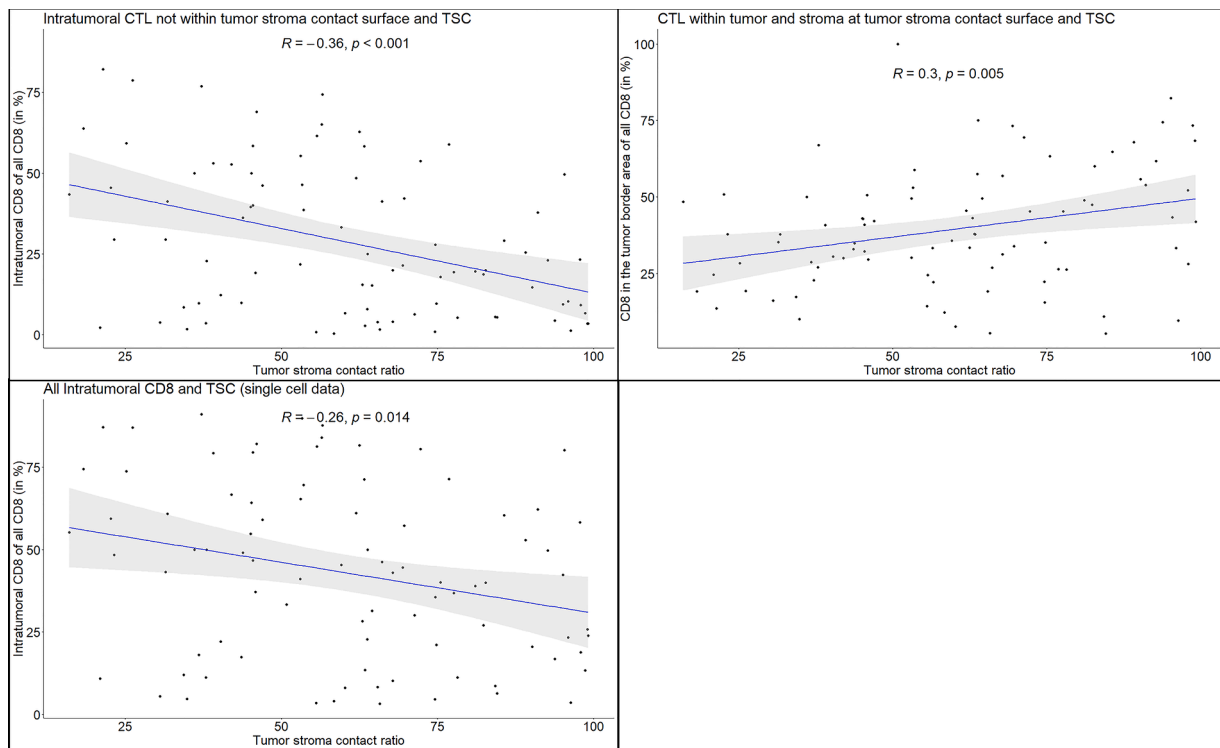 Intratumoral CTL not within tumor stroma contact surface and TSC
R = −0.36, p < 0.001
Intratumoral CD8 of all CD8 (in %)
75
50
25
0
25
50
75
100
Tumor stroma contact ratio
CTL within tumor and stroma at tumor stroma contact surface and TSC
R = 0.3, p = 0.005
CD8 in the tumor border area of all CD8 (in %)
100
75
50
25
25
50
75
100
Tumor stroma contact ratio
All Intratumoral CD8 and TSC (single cell data)
R = −0.26, p = 0.014
Intratumoral CD8 of all CD8 (in %)
75
50
25
0
25
50
75
100
Tumor stroma contact ratio